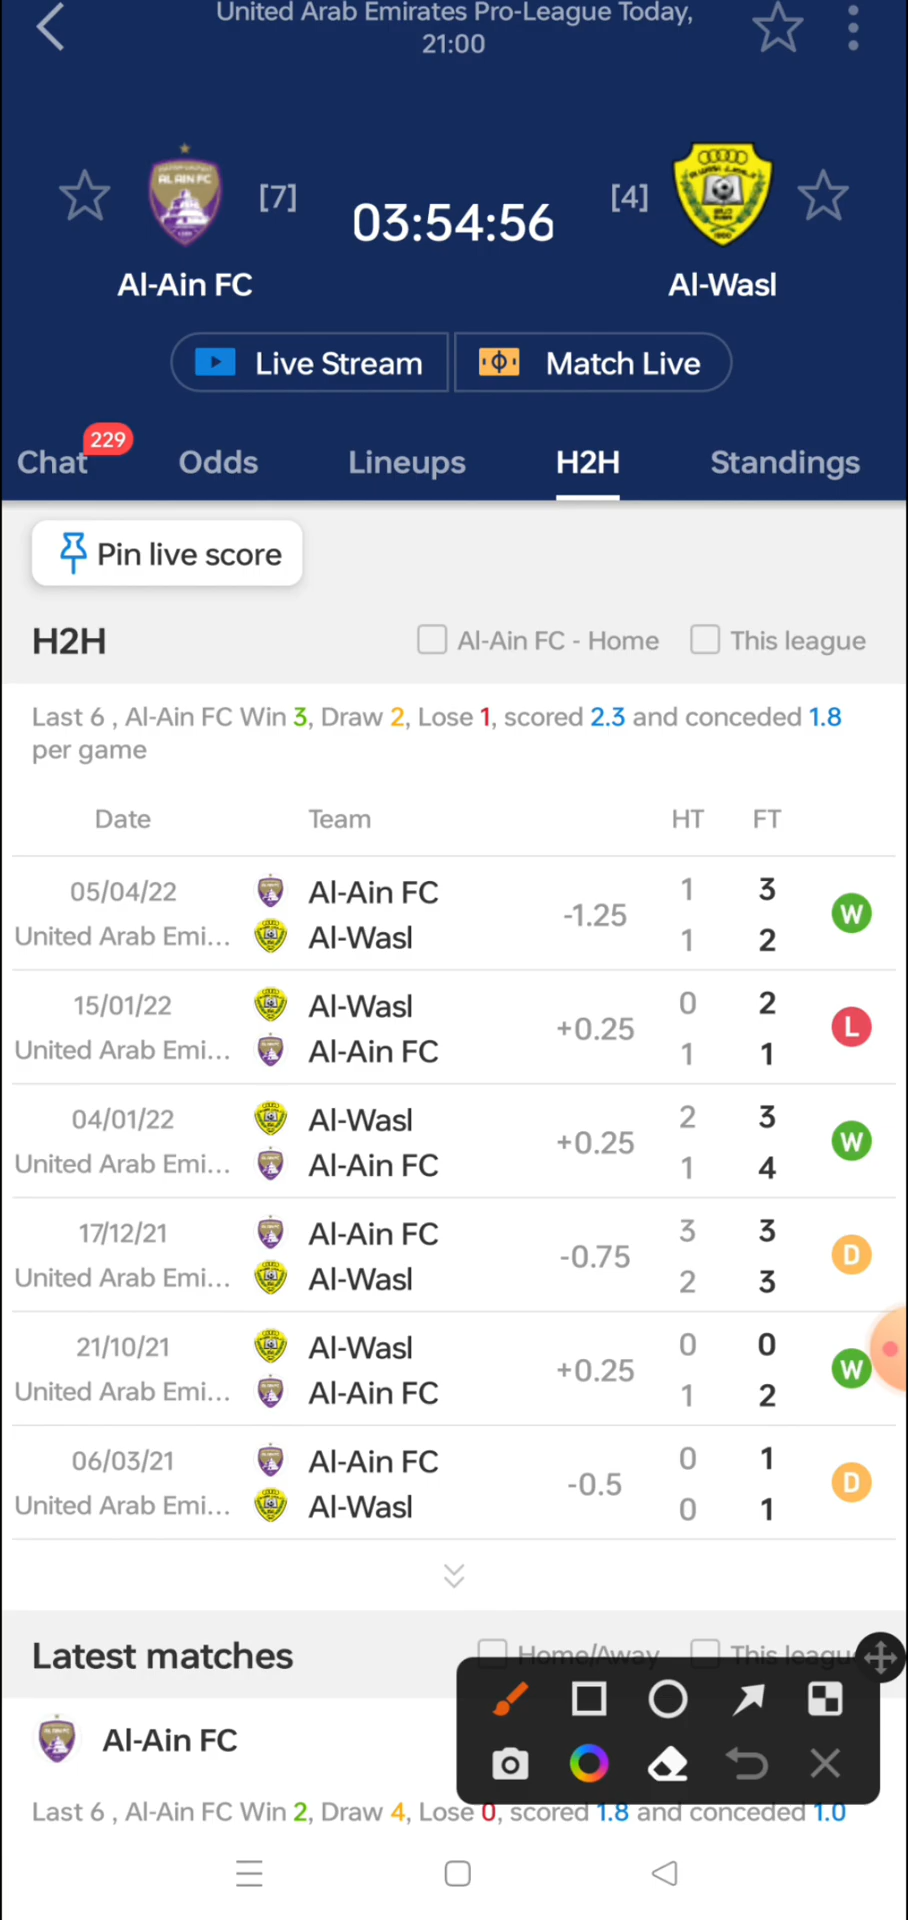 United Arab Emirates Pro-League Today,
21:00
[7] 03:54:56 [4]
AL AIN FC
Al-Ain FC Al-Wasl
Live Stream Match Live
Chat 229 Odds Lineups H2H Standings
Pin live score
H2H Al-Ain FC - Home This league
Last 6 , Al-Ain FC Win 3, Draw 2, Lose 1, scored 2.3 and conceded 1.8
per game
Date Team HT FT
05/04/22 Al-Ain FC 1 3
United Arab Emi... Al-Wasl -1.25 1 2 W
15/01/22 Al-Wasl 0 2
United Arab Emi... Al-Ain FC +0.25 1 1 L
04/01/22 Al-Wasl 2 3
United Arab Emi... Al-Ain FC +0.25 1 4 W
17/12/21 Al-Ain FC 3 3
United Arab Emi... Al-Wasl -0.75 2 3 D
21/10/21 Al-Wasl 0 0
United Arab Emi... Al-Ain FC +0.25 1 2 W
06/03/21 Al-Ain FC 0 1
United Arab Emi... Al-Wasl -0.5 0 1 D
Latest matches Home/Away This leagu
Al-Ain FC
Last 6 , Al-Ain FC Win 2, Draw 4, Lose 0, scored 1.8 and conceded 1.0